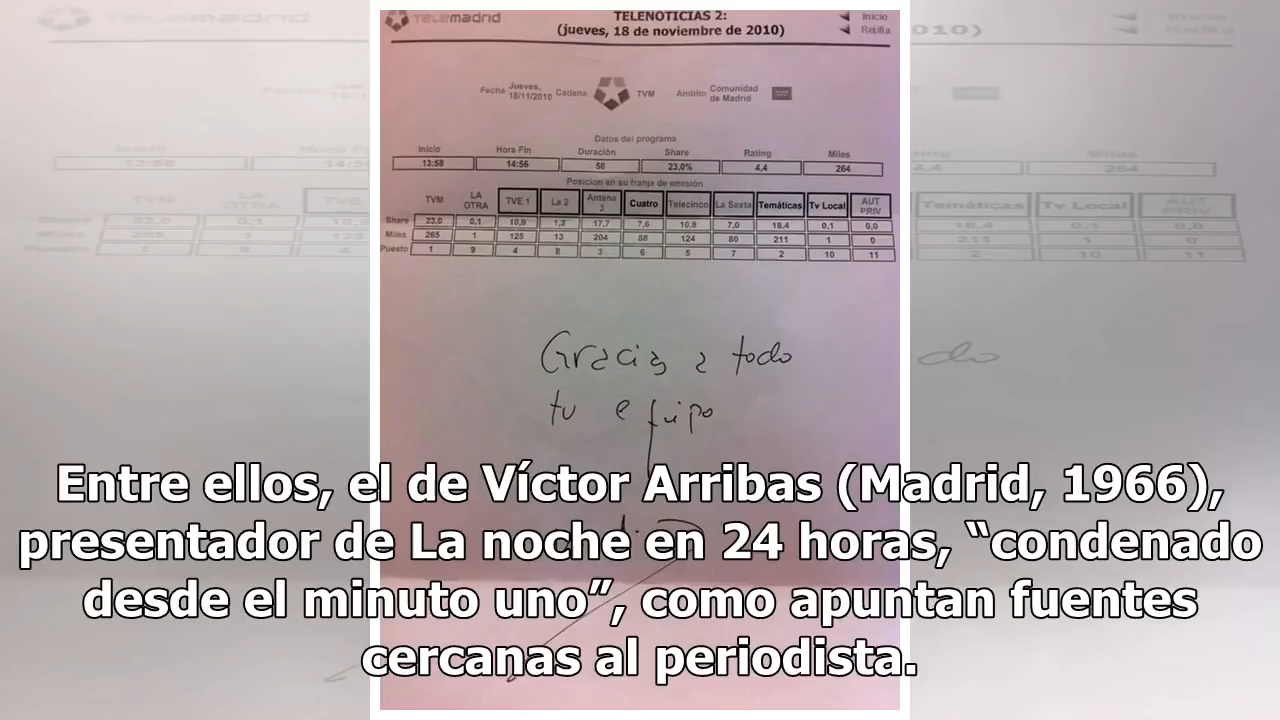 TELEMADRID
TELENOTICIAS 2:
(jueves, 18 de noviembre de 2010)
Inicio
Rejilla
Fecha Jueves, 18/11/2010 Cadena TVM Ambito Comunidad de Madrid
Datos del programa
Inicio Hora Fin Duración Share Rating Miles
13:58 14:56 58 23,0% 4,4 264
Posicion en su franja de emisión
TVM LA OTRA TVE 1 La 2 Antena 3 Cuatro Telecinco La Sexta Temáticas Tv Local AUT PRIV
Share 23,0 0,1 10,9 1,2 17,7 7,6 10,8 7,0 18,4 0,1 0,0
Miles 265 1 125 13 204 88 124 80 211 1 0
Puesto 1 9 4 8 3 6 5 7 2 10 11
Gracias a todo
tu equipo
Entre ellos, el de Víctor Arribas (Madrid, 1966),
presentador de La noche en 24 horas, “condenado
desde el minuto uno”, como apuntan fuentes
cercanas al periodista.